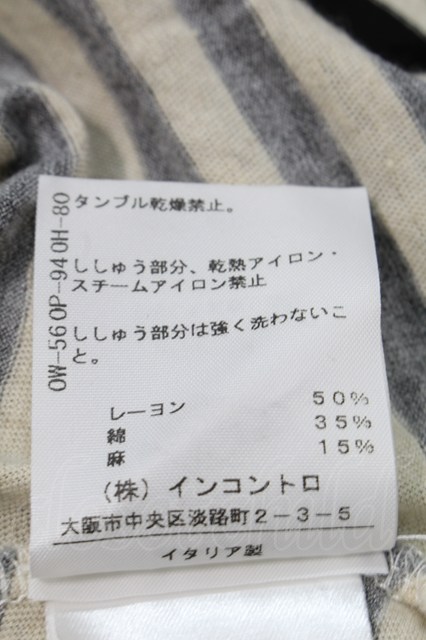 OW-560P-940H-80
タンブル乾燥禁止。
ししゅう部分、乾熱アイロン・
スチームアイロン禁止
ししゅう部分は強く洗わないこ
と。
レーヨン 50%
綿 35%
麻 15%
(株) インコントロ
大阪市中央区淡路町2-3-5
イタリア製